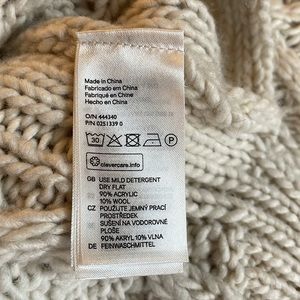 Made in China
Fabricado em China
Fabriqué en Chine
Hecho en China
O/N 444340
P/N 0251339 0
30
P
clevercare.info
GB USE MILD DETERGENT
DRY FLAT
90% ACRYLIC
10% WOOL
CZ POUŽIJTE JEMNÝ PRACÍ
PROSTŘEDEK
SUŠENÍ NA VODOROVNÉ
PLOŠE
90% AKRYL 10% VLNA
DE FEINWASCHMITTEL